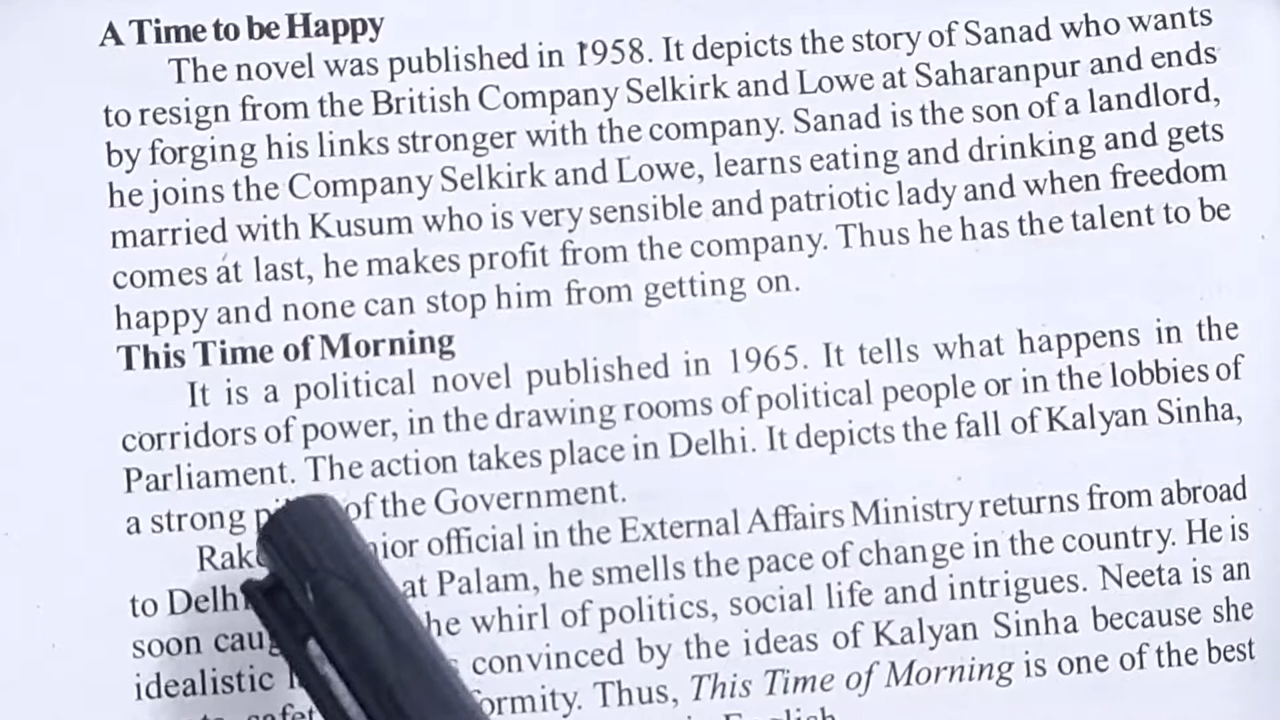 A Time to be Happy
The novel was published in 1958. It depicts the story of Sanad who wants
to resign from the British Company Selkirk and Lowe at Saharanpur and ends
by forging his links stronger with the company. Sanad is the son of a landlord,
he joins the Company Selkirk and Lowe, learns eating and drinking and gets
married with Kusum who is very sensible and patriotic lady and when freedom
comes at last, he makes profit from the company. Thus he has the talent to be
happy and none can stop him from getting on.
This Time of Morning
It is a political novel published in 1965. It tells what happens in the
corridors of power, in the drawing rooms of political people or in the lobbies of
Parliament. The action takes place in Delhi. It depicts the fall of Kalyan Sinha,
a strong of the Government.
official in the External Affairs Ministry returns from abroad
to at Palam, he smells the pace of change in the country. He is
soon whirl of politics, social life and intrigues. Neeta is an
idealistic convinced by the ideas of Kalyan Sinha because she
Thus, This Time of Morning is one of the best